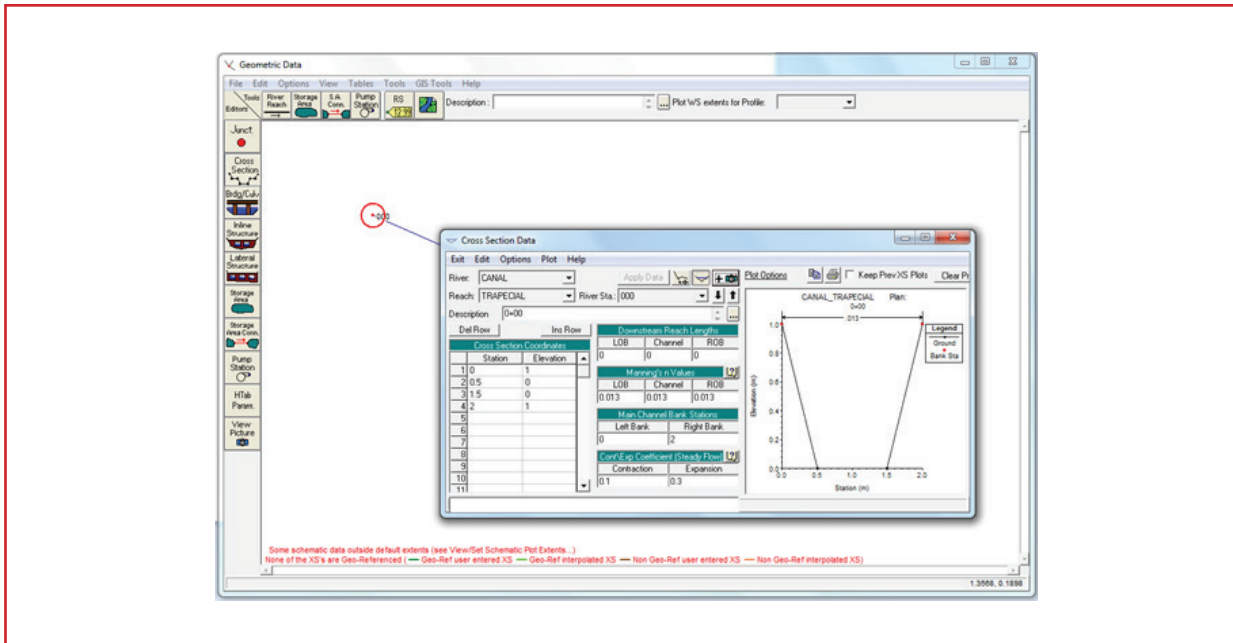 Geometric Data
File Edit Options View Tables Tools GIS Tools Help
Tools
Editors
River
Reach
Storage
Area
S.A.
Conn.
Pump
Station
RS
12.99
Description :
...
Plot WS extents for Profile:
Junct.
Cross
Section
Brdg/Culv
Inline
Structure
Lateral
Structure
Storage
Area
Storage
Area Conn.
Pump
Station
HTab
Param.
View
Picture
000
Cross Section Data
Exit Edit Options Plot Help
River: CANAL
Apply Data
Plot Options
Keep Prev XS Plots
Clear Pr
Reach: TRAPECIAL
River Sta.: 000
Description 0+00
...
Del Row Ins Row
Cross Section Coordinates
Station Elevation
1 0 1
2 0.5 0
3 1.5 0
4 2 1
5
6
7
8
9
10
11
Downstream Reach Lengths
LOB Channel ROB
0 0 0
Manning's n Values ?
LOB Channel ROB
0.013 0.013 0.013
Main Channel Bank Stations
Left Bank Right Bank
0 2
Cont\Exp Coefficient (Steady Flow) ?
Contraction Expansion
0.1 0.3
CANAL_TRAPECIAL Plan:
0+00
.013
Legend
Ground
Bank Sta
Elevation (m)
1.0
0.8
0.6
0.4
0.2
0.0
0.0 0.5 1.0 1.5 2.0
Station (m)
Some schematic data outside default extents (see View/Set Schematic Plot Extents...)
None of the XS's are Geo-Referenced ( Geo-Ref user entered XS Geo-Ref interpolated XS Non Geo-Ref user entered XS Non Geo-Ref interpolated XS)
1.3568, 0.1898